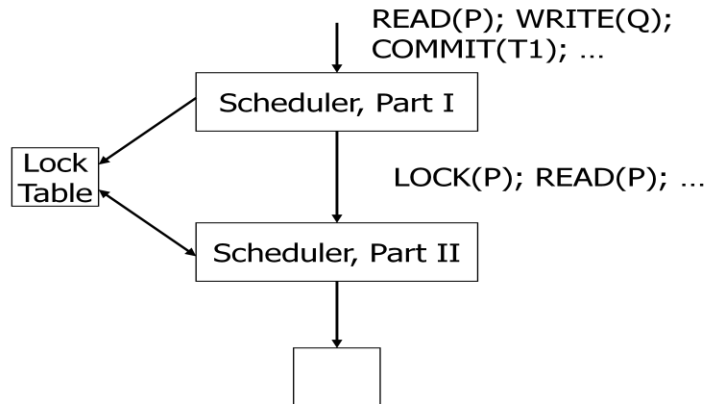 READ(P); WRITE(Q);
COMMIT(T1); ...
Scheduler, Part I
Lock
Table
LOCK(P); READ(P); ...
Scheduler, Part II